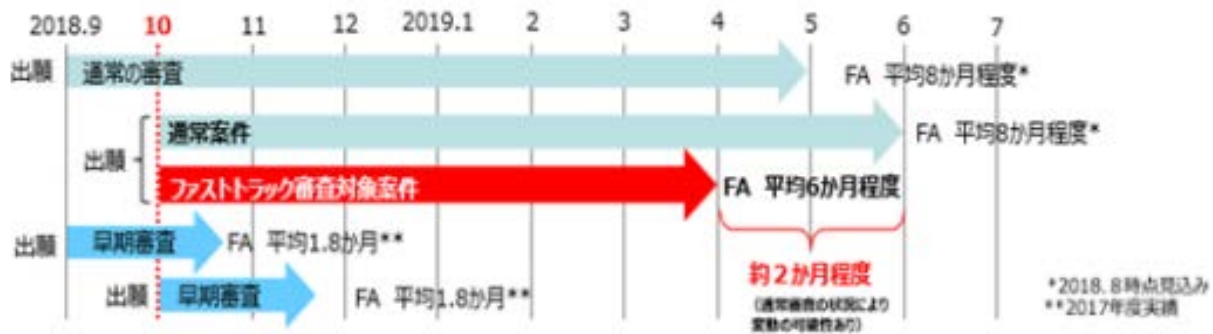 2018.9 10 11 12 2019.1 2 3 4 5 6 7
出願 通常の審査 FA 平均8か月程度*
通常案件 FA 平均8か月程度*
出願
ファストトラック審査対象案件 FA 平均6か月程度
出願 早期審査 FA 平均1.8か月**
約2か月程度
出願 早期審査 FA 平均1.8か月**
(通常審査の状況により
変動の可能性あり)
*2018.8時点見込み
**2017年度実績